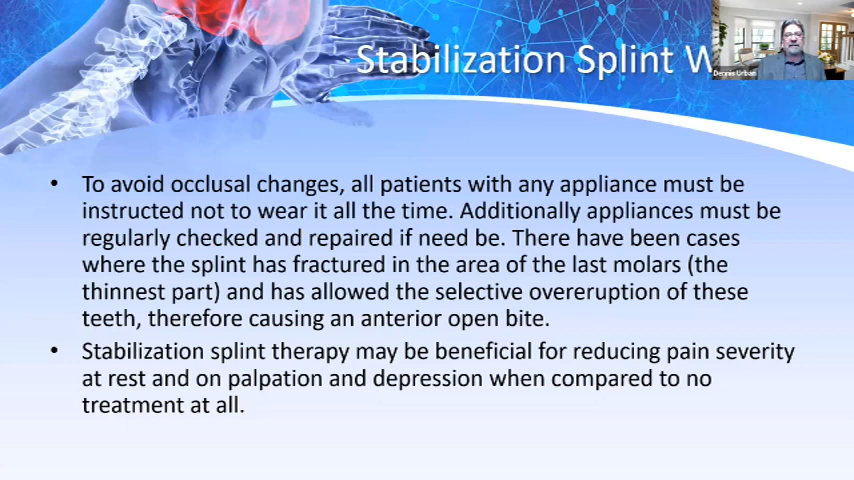 Stabilization Splint
Dennis Urban
• To avoid occlusal changes, all patients with any appliance must be
instructed not to wear it all the time. Additionally appliances must be
regularly checked and repaired if need be. There have been cases
where the splint has fractured in the area of the last molars (the
thinnest part) and has allowed the selective overeruption of these
teeth, therefore causing an anterior open bite.
• Stabilization splint therapy may be beneficial for reducing pain severity
at rest and on palpation and depression when compared to no
treatment at all.